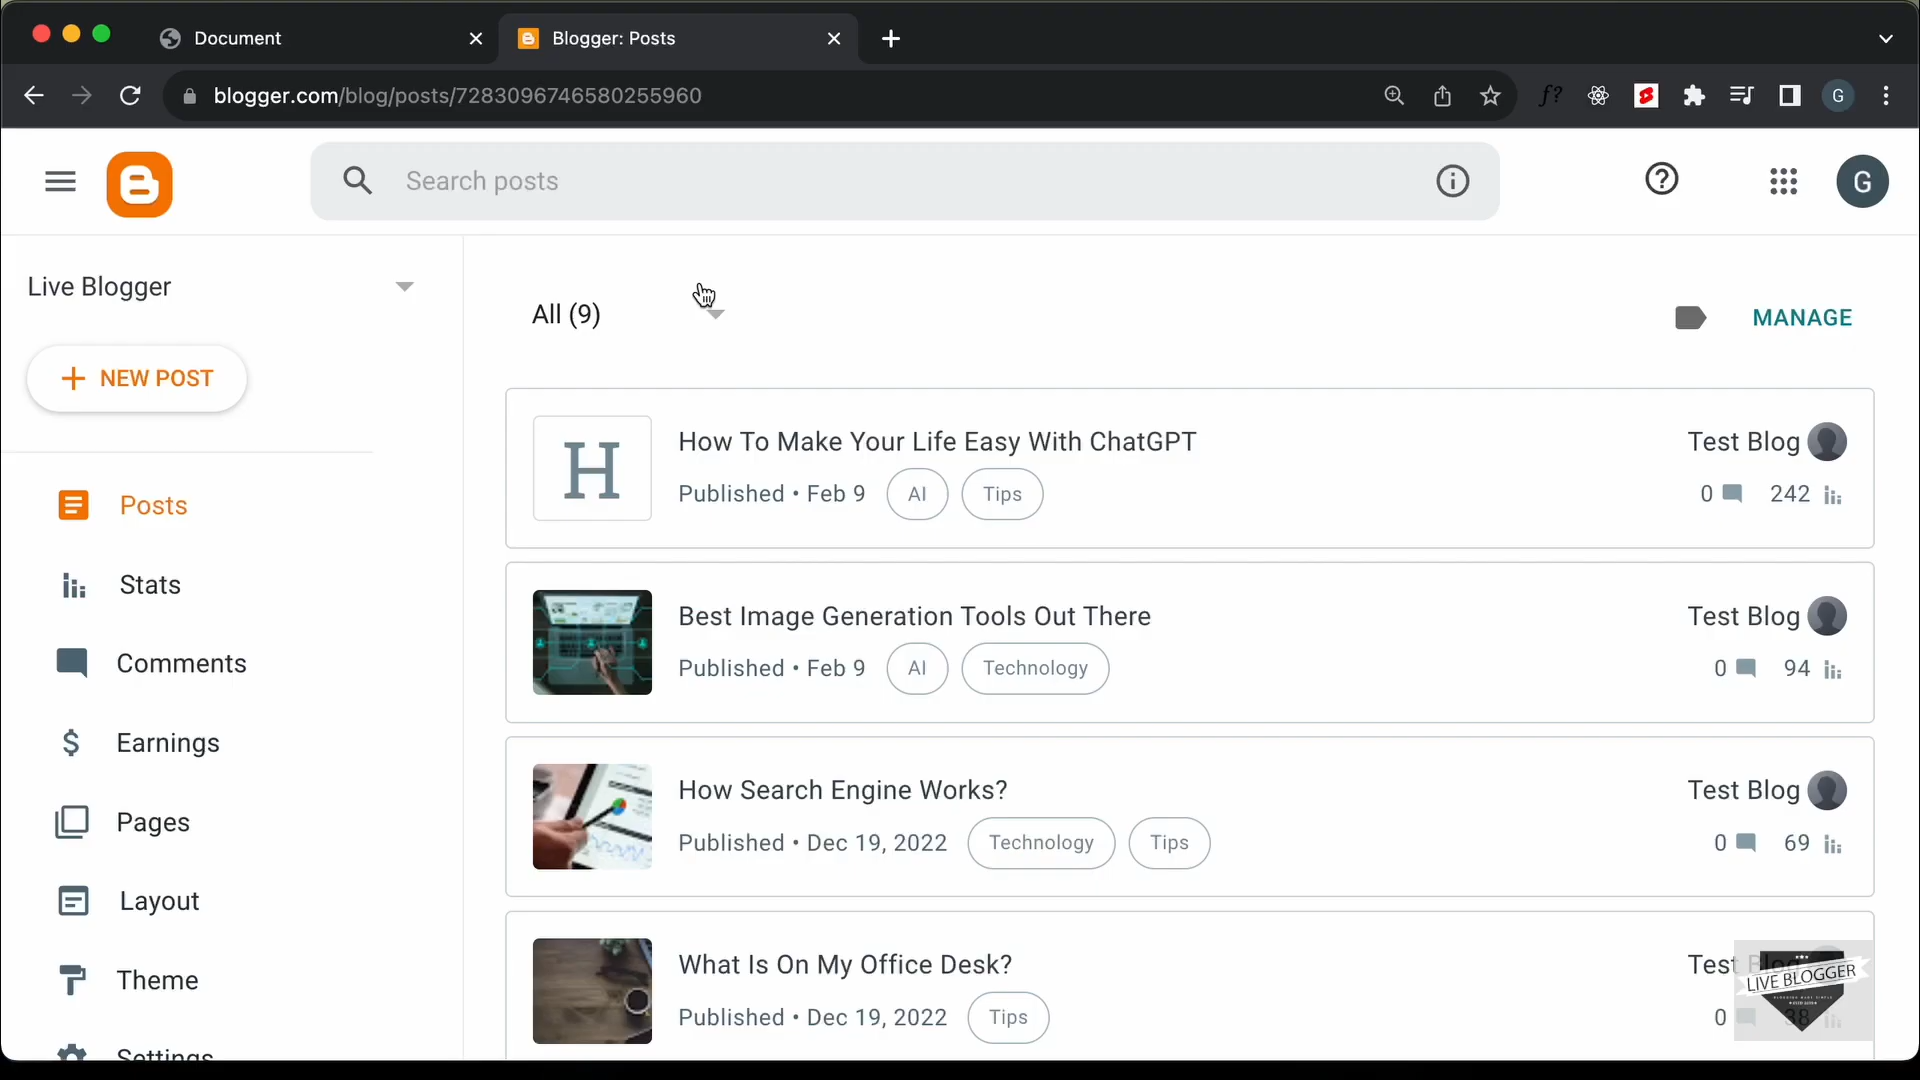 Document
Blogger: Posts
blogger.com/blog/posts/7283096746580255960
f?
G
Search posts
G
Live Blogger
All (9)
MANAGE
NEW POST
H
How To Make Your Life Easy With ChatGPT
Test Blog
Published • Feb 9
AI
Tips
0
242
Posts
Stats
Best Image Generation Tools Out There
Test Blog
Published • Feb 9
AI
Technology
0
94
Comments
Earnings
How Search Engine Works?
Test Blog
Published • Dec 19, 2022
Technology
Tips
0
69
Pages
Layout
What Is On My Office Desk?
Test Blog
Published • Dec 19, 2022
Tips
0
38
Theme
Settings
LIVE BLOGGER